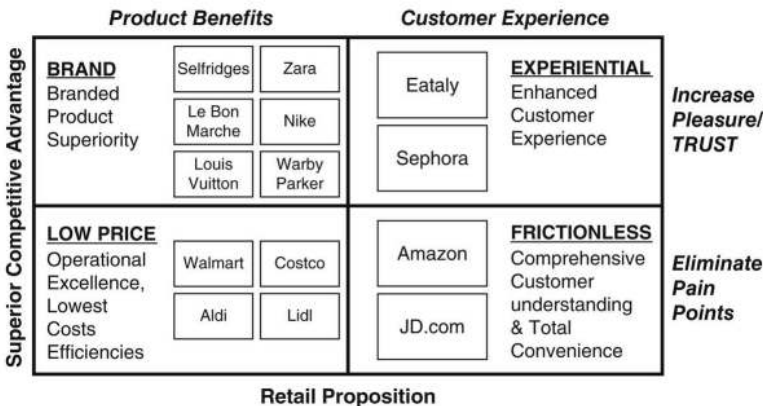 Product Benefits
Customer Experience
Superior Competitive Advantage
BRAND
Branded
Product
Superiority
Selfridges
Zara
Le Bon
Marche
Nike
Louis
Vuitton
Warby
Parker
Eataly
Sephora
EXPERIENTIAL
Enhanced
Customer
Experience
Increase
Pleasure/
TRUST
LOW PRICE
Operational
Excellence,
Lowest
Costs
Efficiencies
Walmart
Costco
Aldi
Lidl
Amazon
JD.com
FRICTIONLESS
Comprehensive
Customer
understanding
& Total
Convenience
Eliminate
Pain
Points
Retail Proposition